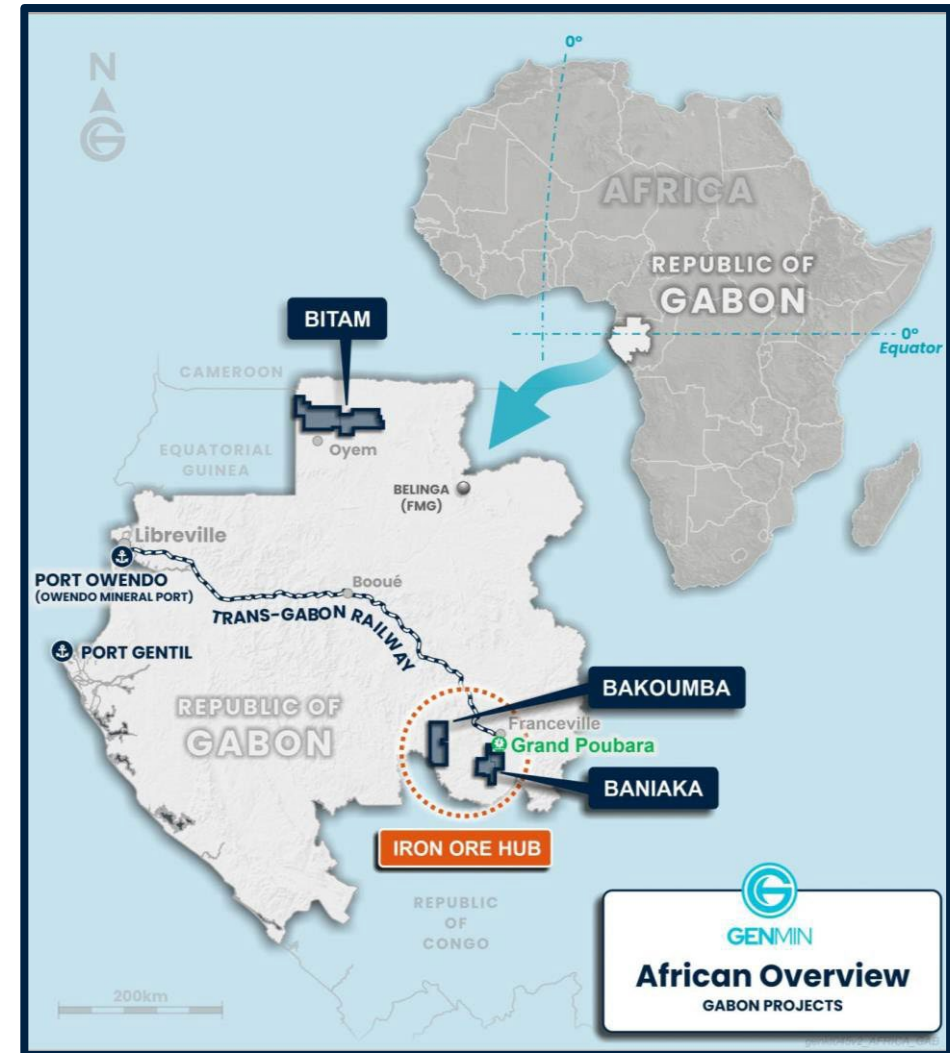 N
0°
AFRICA
REPUBLIC OF
GABON
0°
Equator
BITAM
CAMEROON
EQUATORIAL
GUINEA
Oyem
BELINGA
(FMG)
Libreville
PORT OWENDO
(OWENDO MINERAL PORT)
Booué
TRANS-GABON RAILWAY
PORT GENTIL
REPUBLIC OF
GABON
BAKOUMBA
Franceville
Grand Poubara
BANIAKA
IRON ORE HUB
REPUBLIC
OF
CONGO
200km
GENMIN
African Overview
GABON PROJECTS